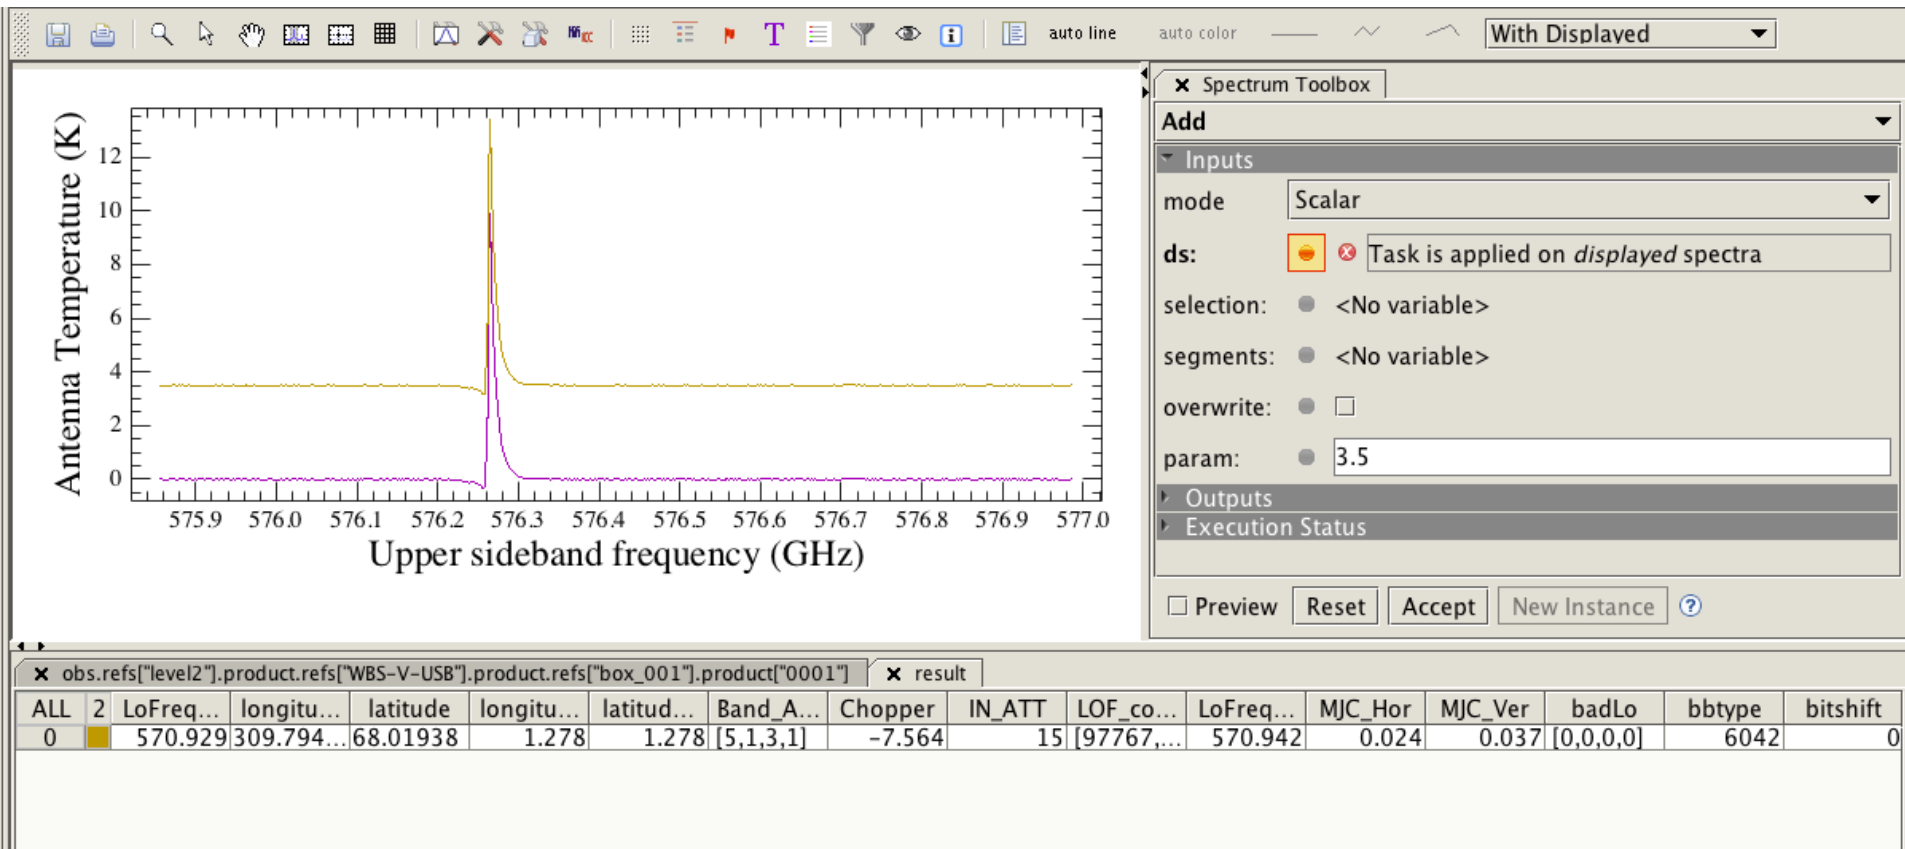 T auto line auto color With Displayed
Spectrum Toolbox
Add
Inputs
mode Scalar
ds: Task is applied on displayed spectra
selection: <No variable>
segments: <No variable>
overwrite:
param: 3.5
Outputs
Execution Status
Preview Reset Accept New Instance ?
Antenna Temperature (K)
12
10
8
6
4
2
0
575.9 576.0 576.1 576.2 576.3 576.4 576.5 576.6 576.7 576.8 576.9 577.0
Upper sideband frequency (GHz)
obs.refs["level2"].product.refs["WBS-V-USB"].product.refs["box_001"].product["0001"] result
ALL 2 LoFreq... longitu... latitude longitu... latitud... Band_A... Chopper IN_ATT LOF_co... LoFreq... MJC_Hor MJC_Ver badLo bbtype bitshift
0 570.929 309.794... 68.01938 1.278 1.278 [5,1,3,1] -7.564 15 [97767,... 570.942 0.024 0.037 [0,0,0,0] 6042 0